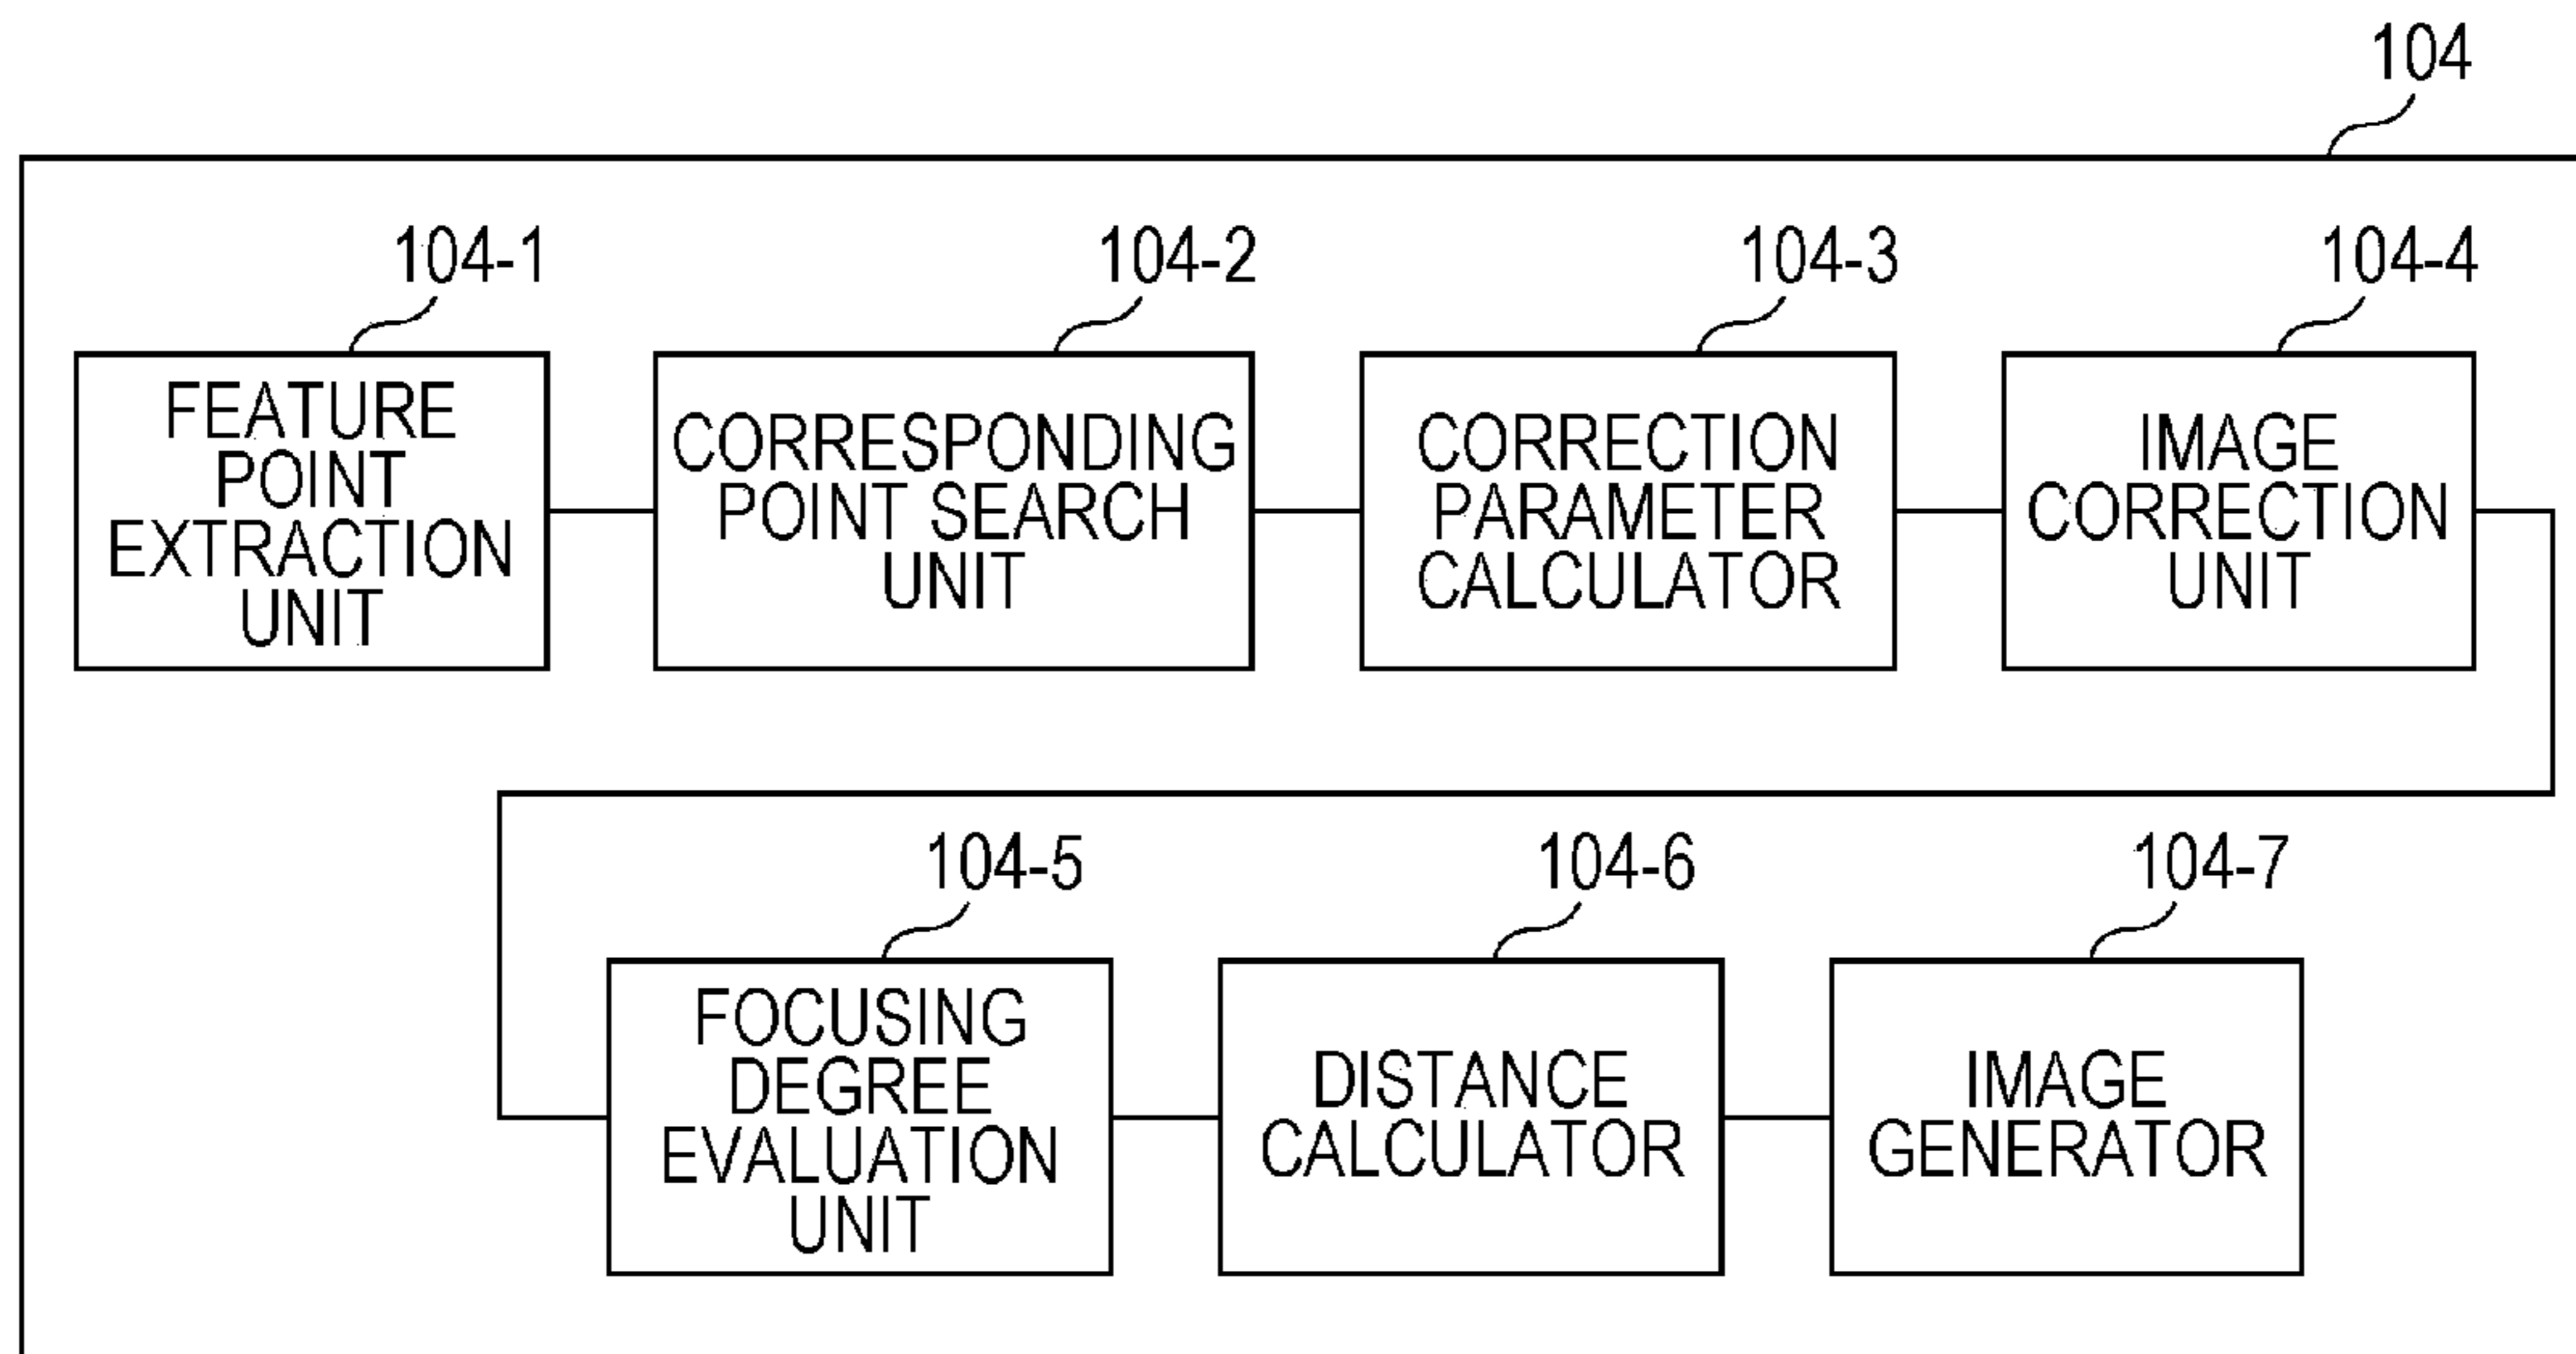 104
104-1
104-2
104-3
104-4
FEATURE
POINT
EXTRACTION
UNIT
CORRESPONDING
POINT SEARCH
UNIT
CORRECTION
PARAMETER
CALCULATOR
IMAGE
CORRECTION
UNIT
104-5
104-6
104-7
FOCUSING
DEGREE
EVALUATION
UNIT
DISTANCE
CALCULATOR
IMAGE
GENERATOR